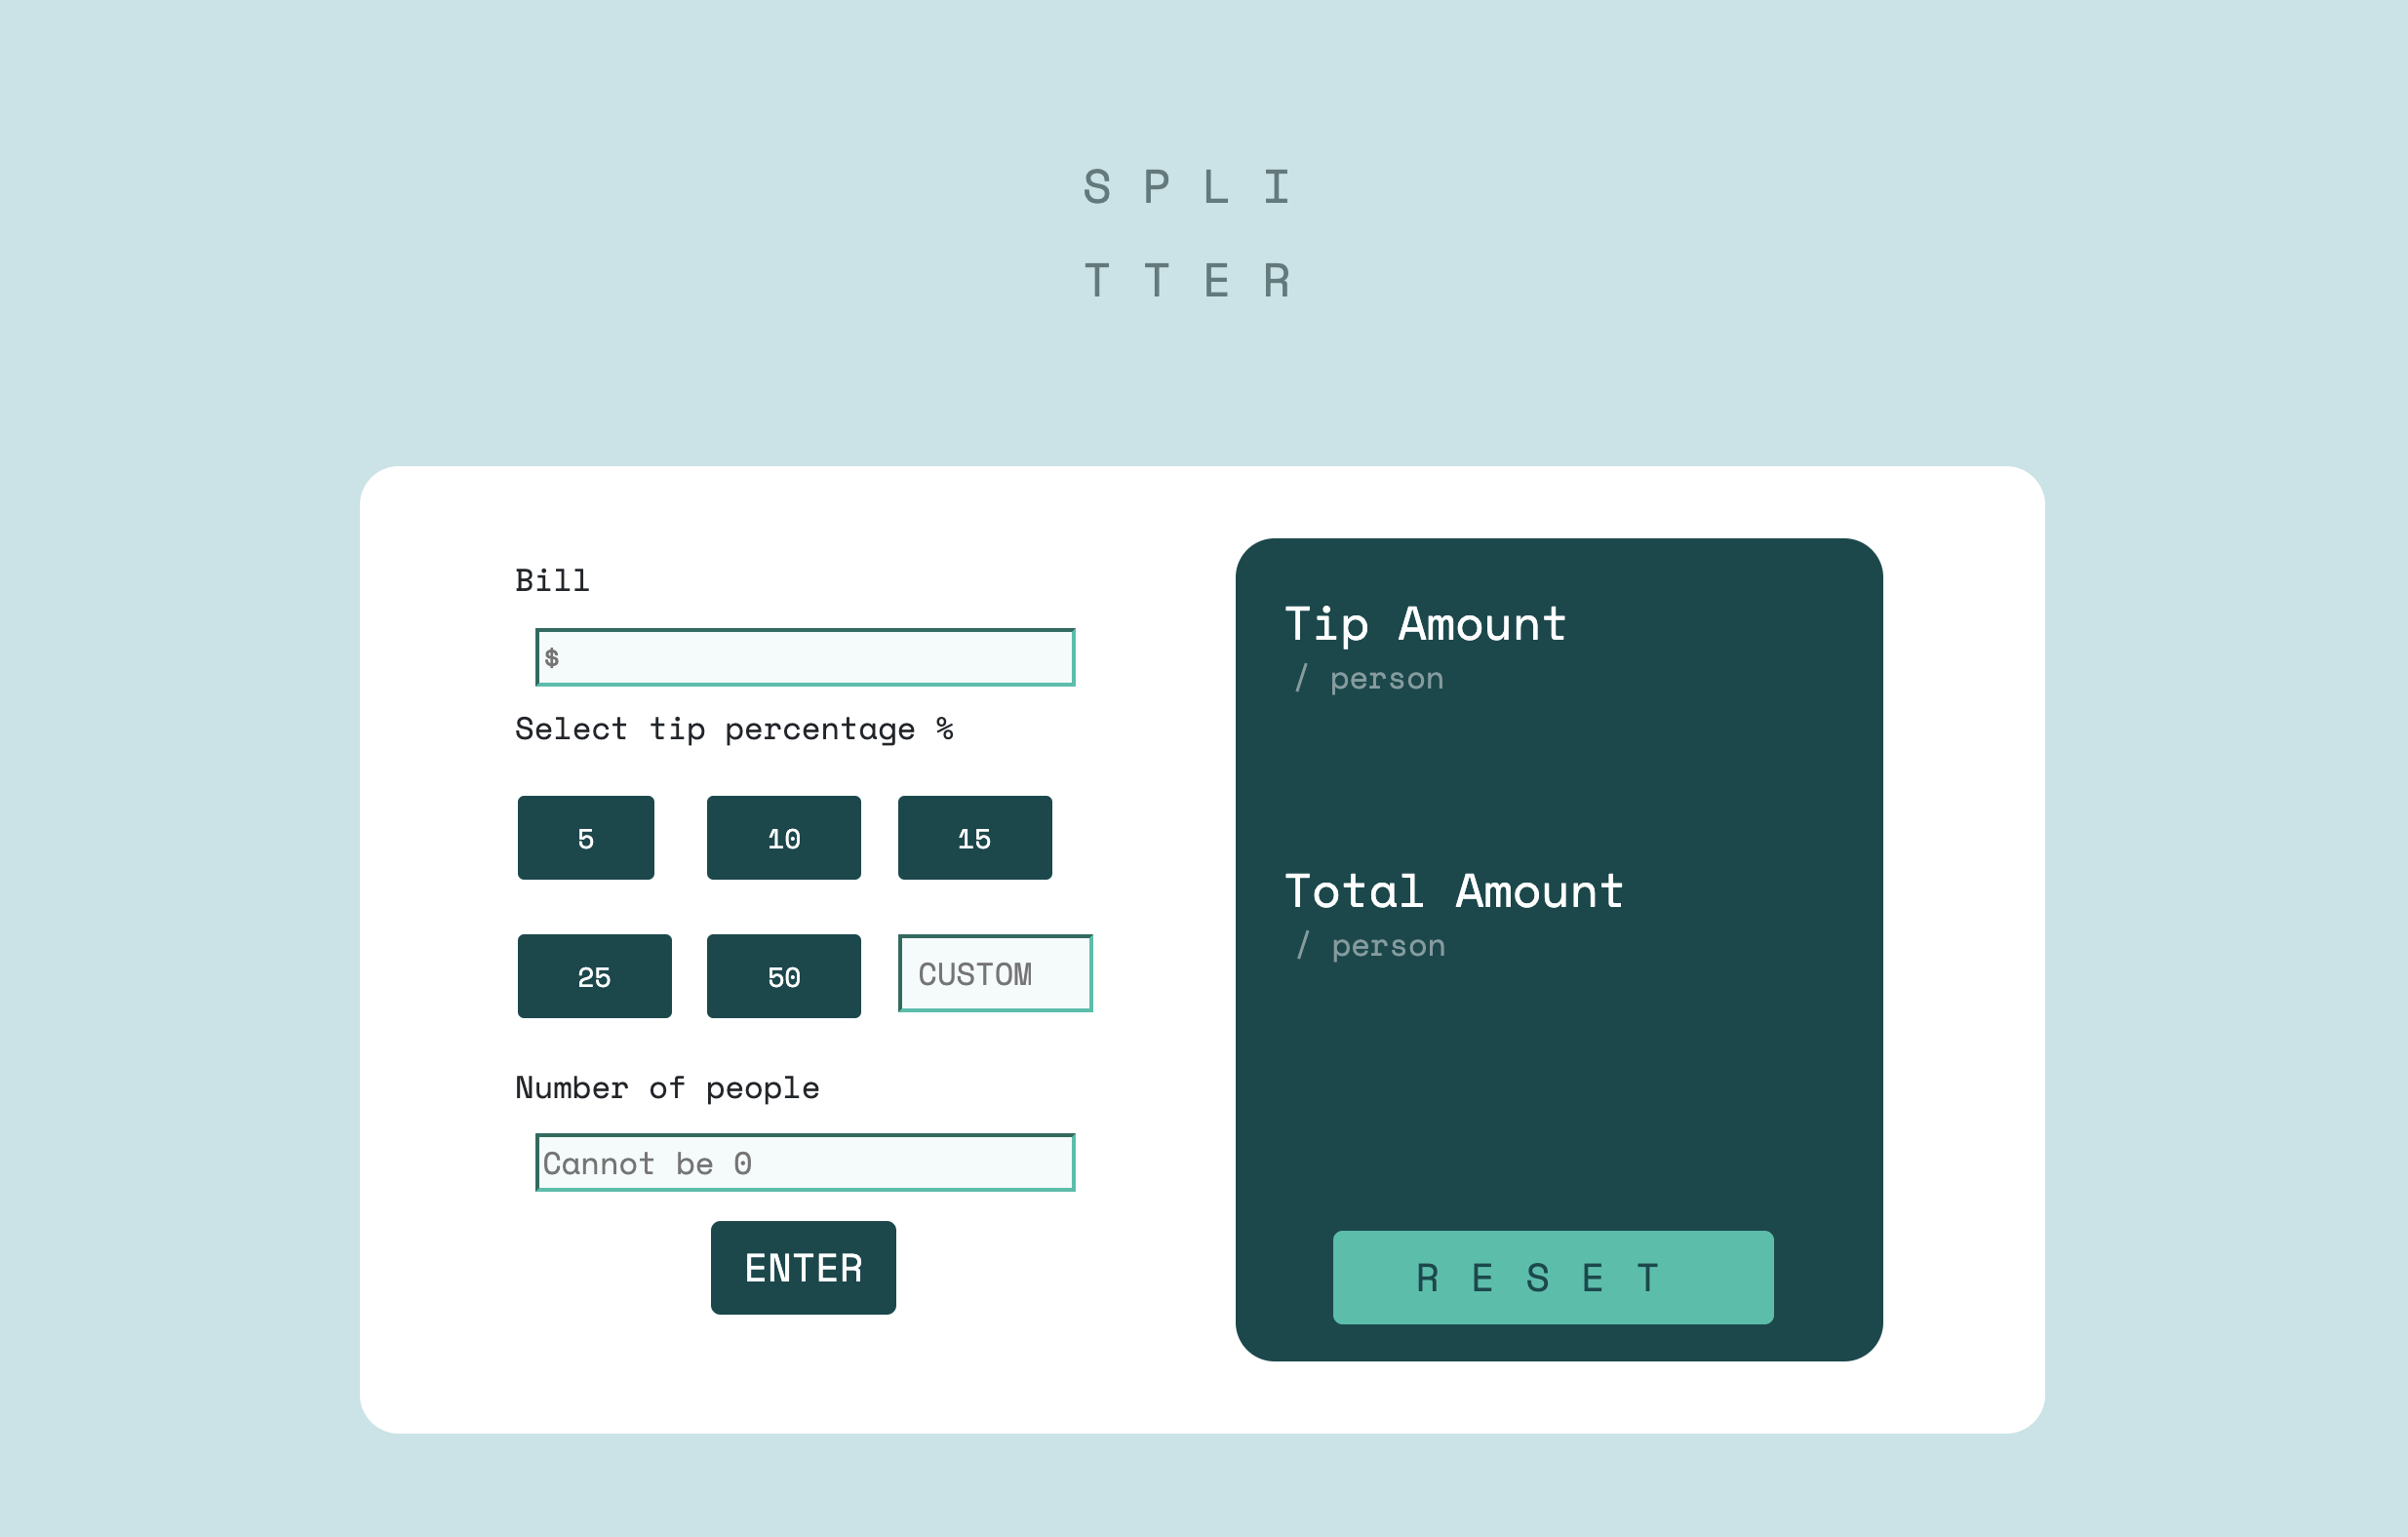 S P L I
T T E R
Bill
$
Select tip percentage %
5 10 15
25 50 CUSTOM
Number of people
Cannot be 0
ENTER
Tip Amount
/ person
Total Amount
/ person
R E S E T